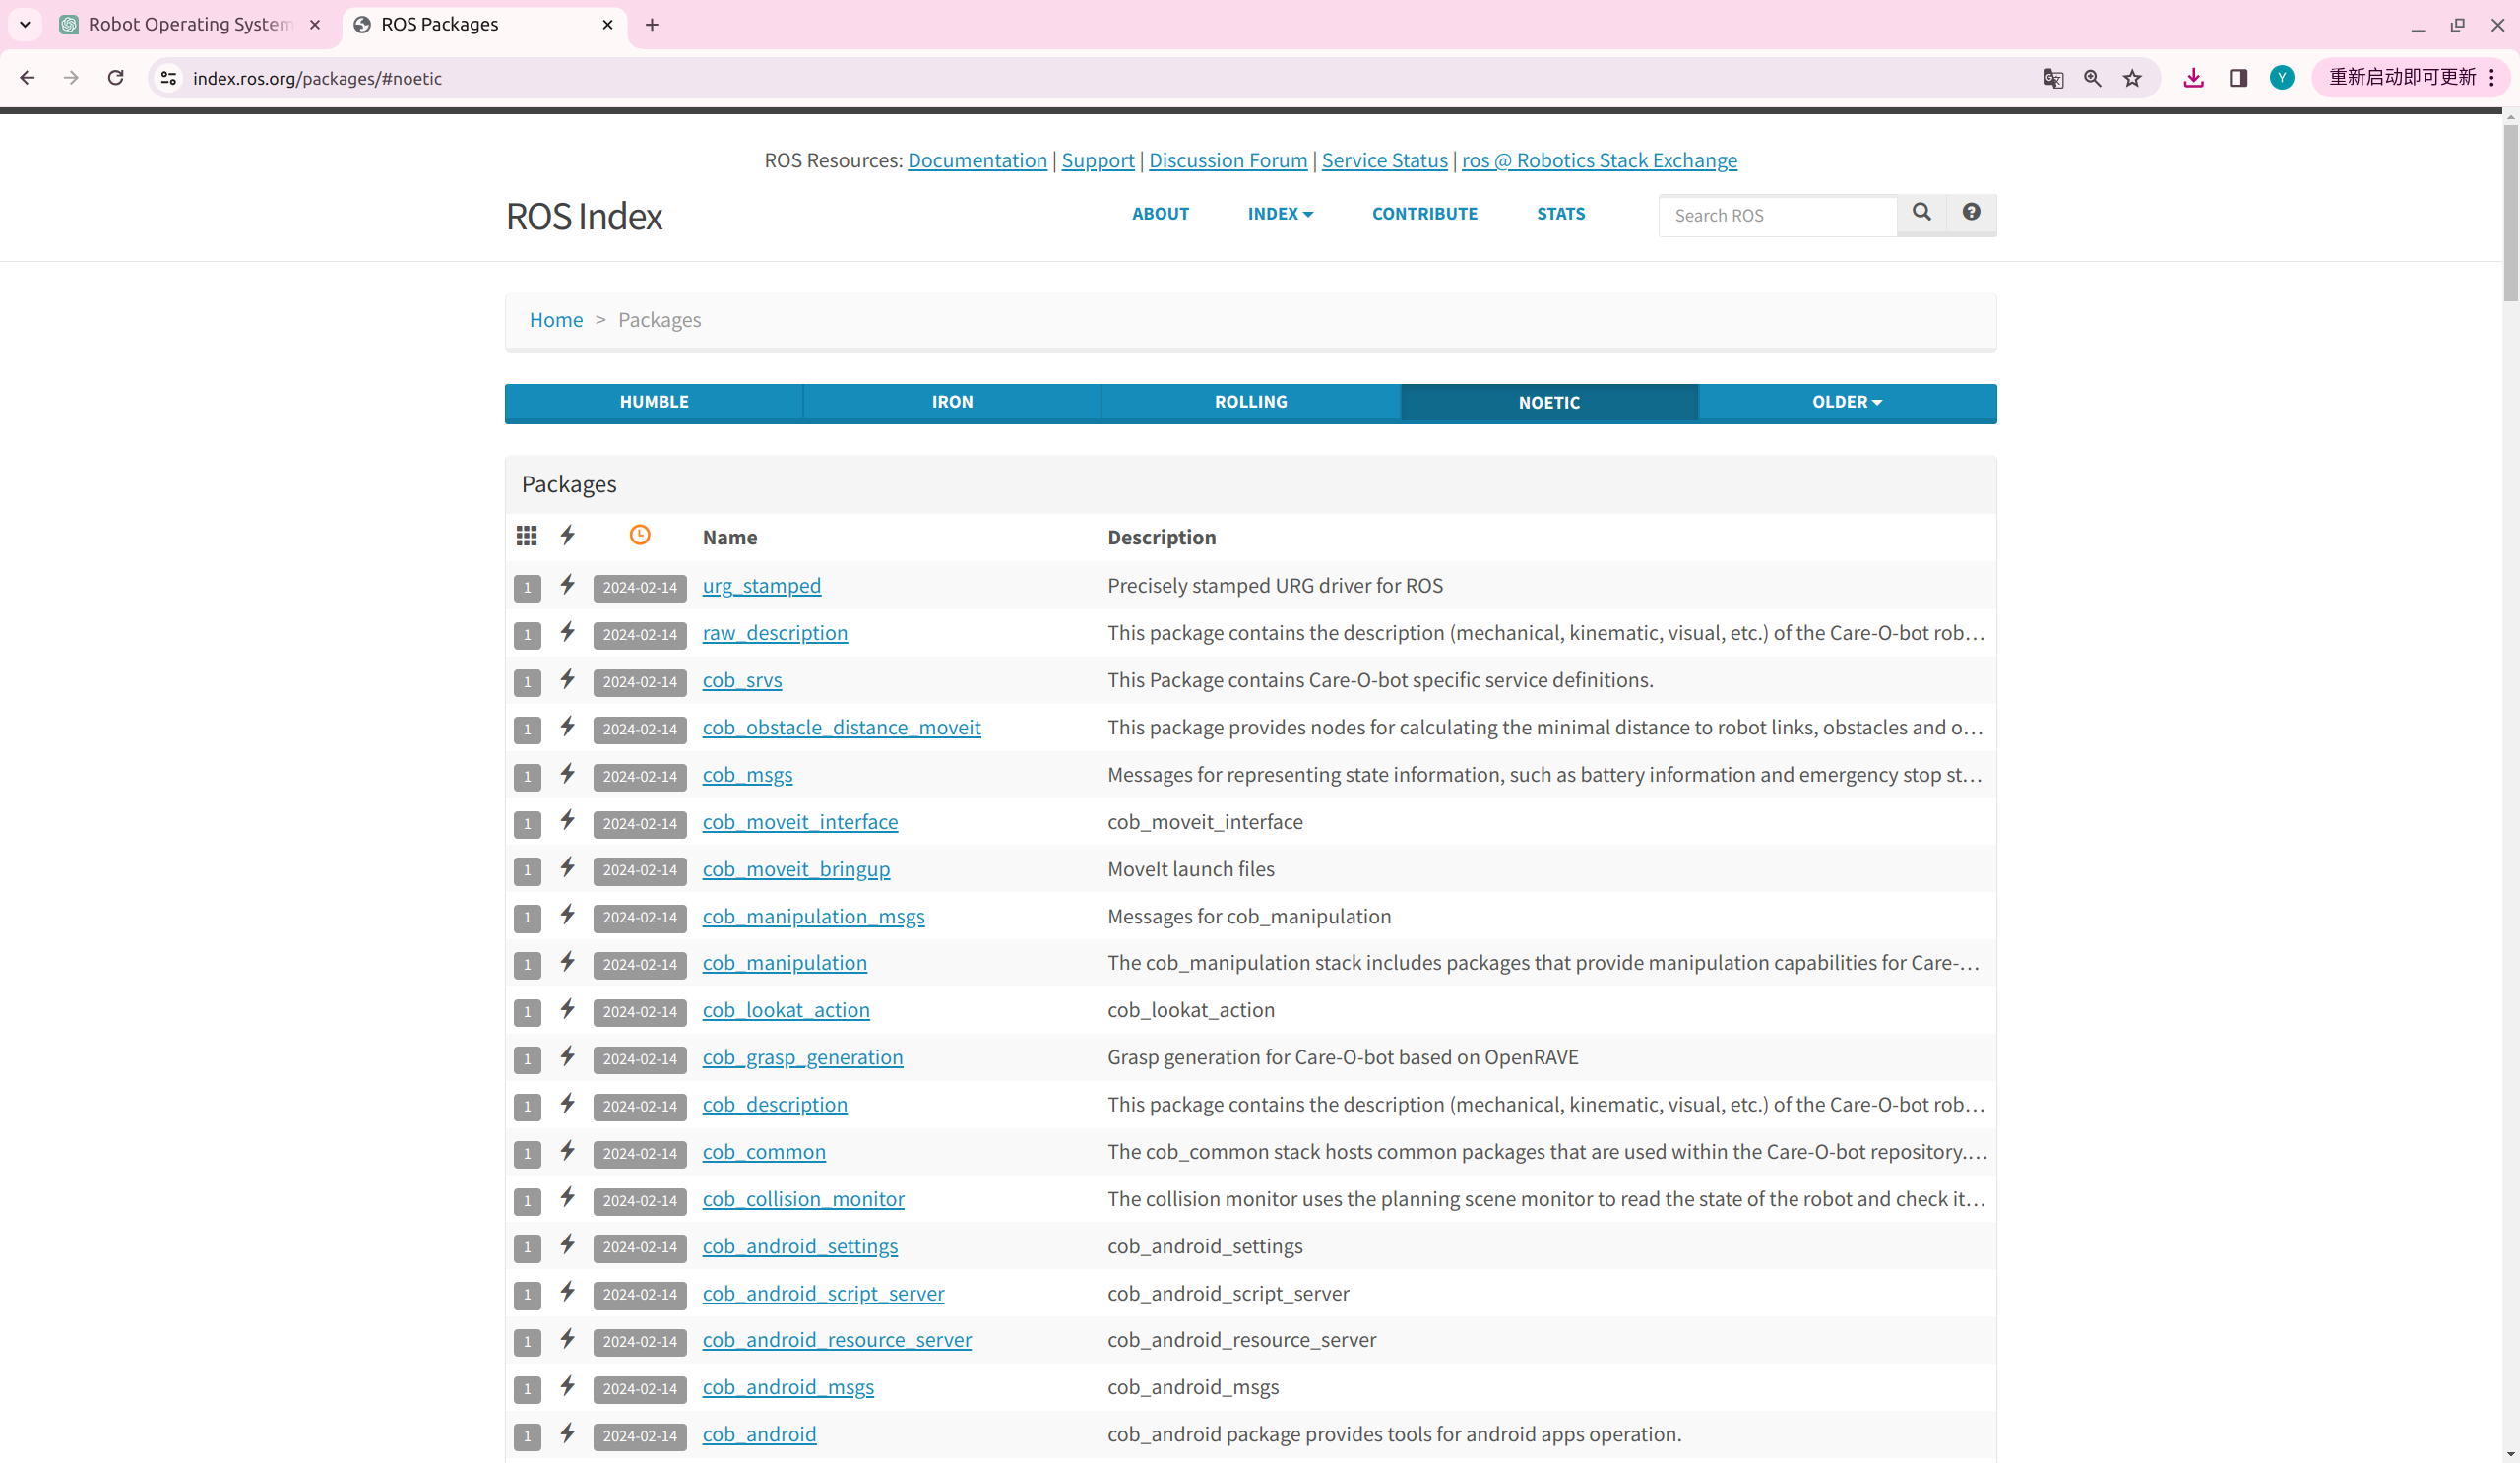 Robot Operating System
ROS Packages
index.ros.org/packages/#noetic
Y
重新启动即可更新
ROS Resources: Documentation | Support | Discussion Forum | Service Status | ros @ Robotics Stack Exchange
ROS Index
ABOUT INDEX CONTRIBUTE STATS Search ROS
Home > Packages
HUMBLE IRON ROLLING NOETIC OLDER
Packages
Name Description
1 2024-02-14 urg_stamped Precisely stamped URG driver for ROS
1 2024-02-14 raw_description This package contains the description (mechanical, kinematic, visual, etc.) of the Care-O-bot rob…
1 2024-02-14 cob_srvs This Package contains Care-O-bot specific service definitions.
1 2024-02-14 cob_obstacle_distance_moveit This package provides nodes for calculating the minimal distance to robot links, obstacles and o…
1 2024-02-14 cob_msgs Messages for representing state information, such as battery information and emergency stop st…
1 2024-02-14 cob_moveit_interface cob_moveit_interface
1 2024-02-14 cob_moveit_bringup MoveIt launch files
1 2024-02-14 cob_manipulation_msgs Messages for cob_manipulation
1 2024-02-14 cob_manipulation The cob_manipulation stack includes packages that provide manipulation capabilities for Care-…
1 2024-02-14 cob_lookat_action cob_lookat_action
1 2024-02-14 cob_grasp_generation Grasp generation for Care-O-bot based on OpenRAVE
1 2024-02-14 cob_description This package contains the description (mechanical, kinematic, visual, etc.) of the Care-O-bot rob…
1 2024-02-14 cob_common The cob_common stack hosts common packages that are used within the Care-O-bot repository.…
1 2024-02-14 cob_collision_monitor The collision monitor uses the planning scene monitor to read the state of the robot and check it…
1 2024-02-14 cob_android_settings cob_android_settings
1 2024-02-14 cob_android_script_server cob_android_script_server
1 2024-02-14 cob_android_resource_server cob_android_resource_server
1 2024-02-14 cob_android_msgs cob_android_msgs
1 2024-02-14 cob_android cob_android package provides tools for android apps operation.